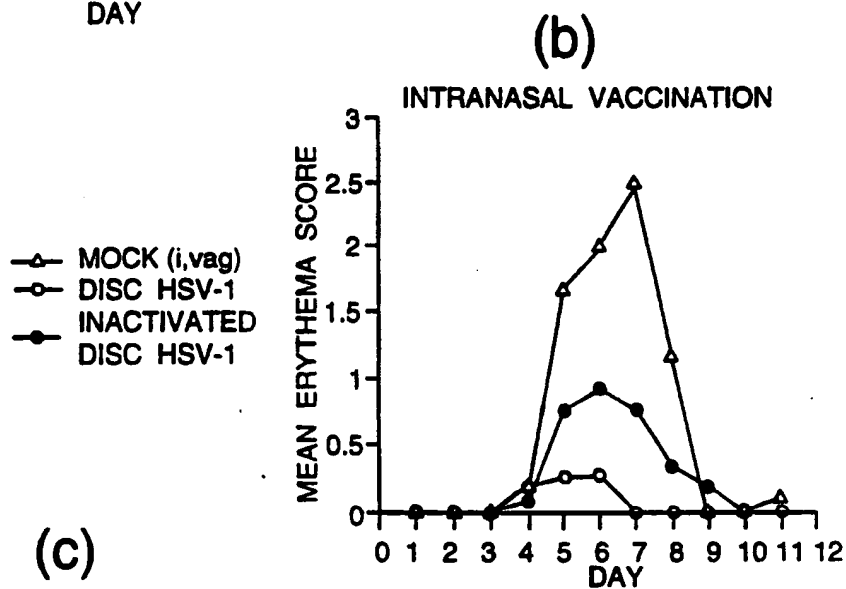 DAY
(b)
INTRANASAL VACCINATION
3
2.5
2
1.5
1
0.5
0
MEAN ERYTHEMA SCORE
MOCK (i,vag)
DISC HSV-1
INACTIVATED
DISC HSV-1
0 1 2 3 4 5 6 7 8 9 10 11 12
DAY
(c)